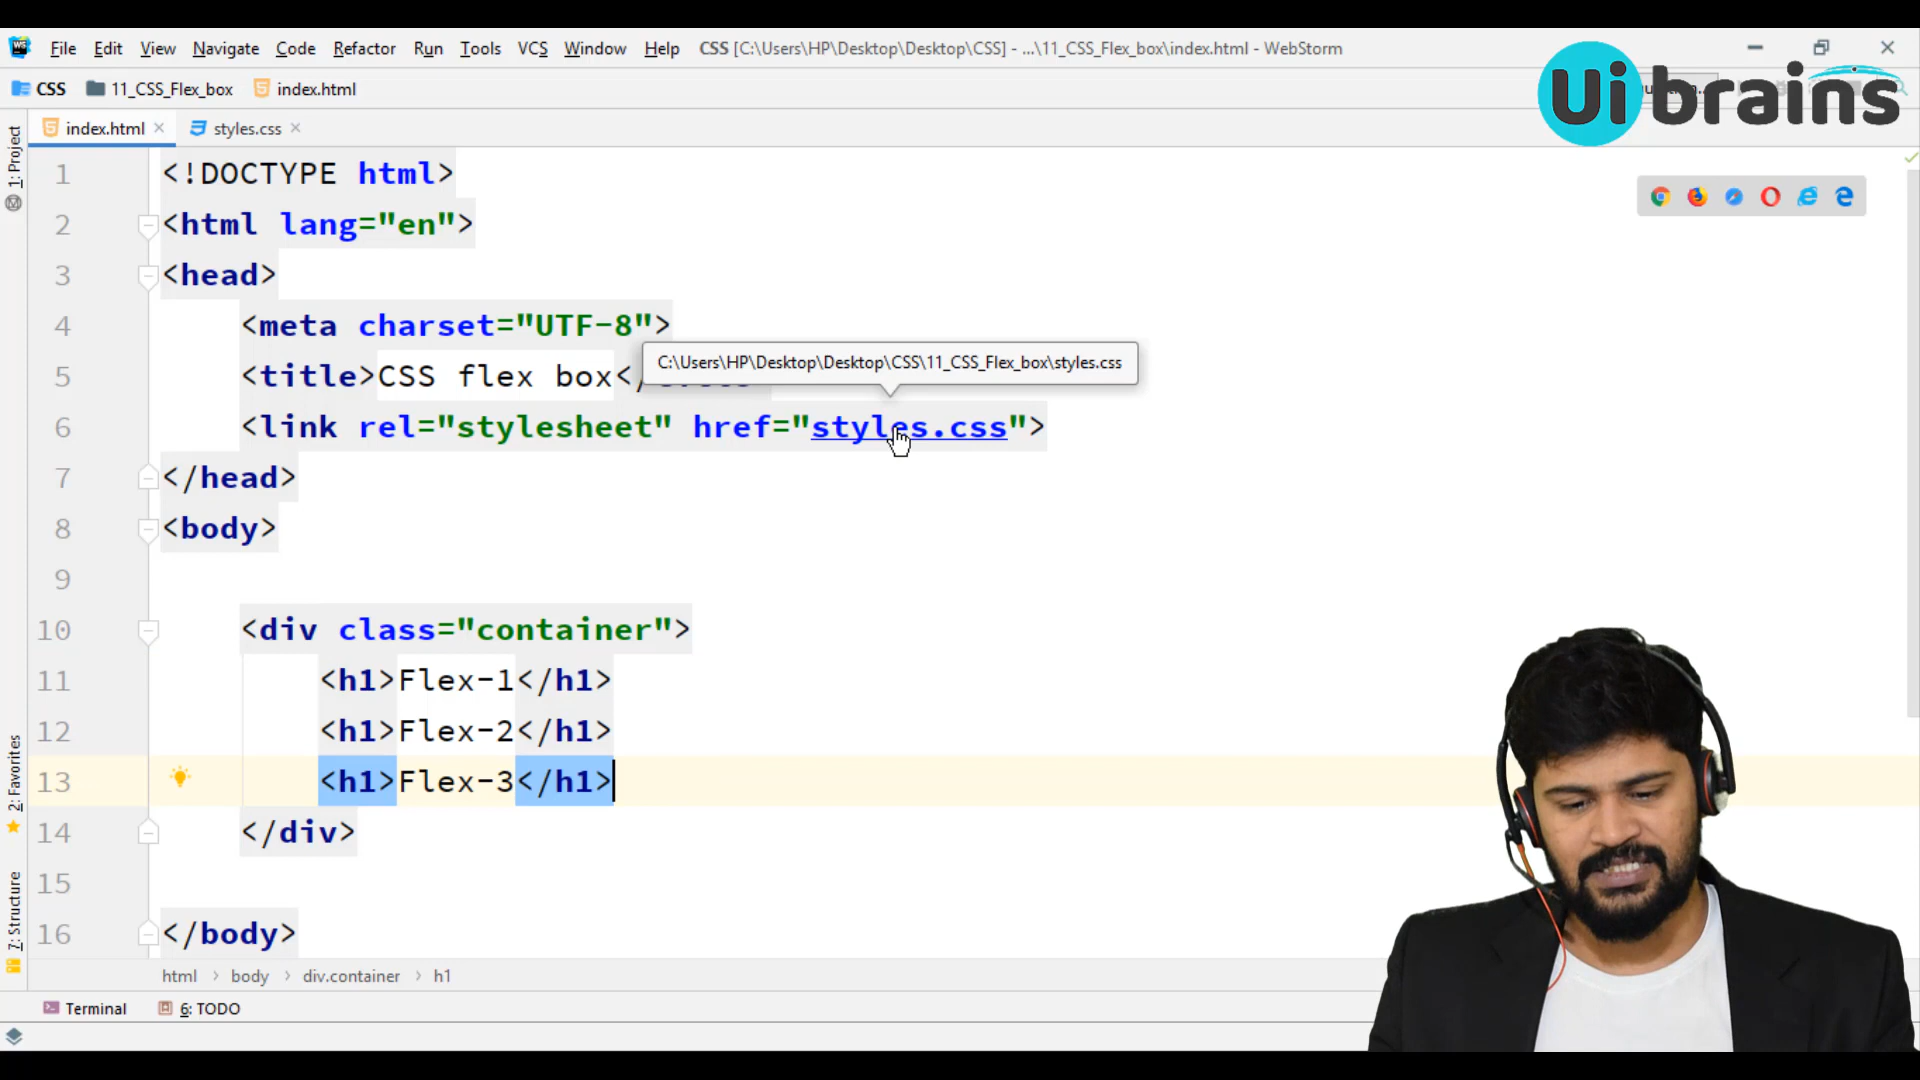 File Edit View Navigate Code Refactor Run Tools VCS Window Help CSS [C:\Users\HP\Desktop\Desktop\CSS] - ...\11_CSS_Flex_box\index.html - WebStorm
CSS 11_CSS_Flex_box index.html
Ui brains
index.html styles.css
1: Project
2: Favorites
7: Structure
1 <!DOCTYPE html>
2 <html lang="en">
3 <head>
4 <meta charset="UTF-8">
C:\Users\HP\Desktop\Desktop\CSS\11_CSS_Flex_box\styles.css
5 <title>CSS flex box</
6 <link rel="stylesheet" href="styles.css">
7 </head>
8 <body>
9
10 <div class="container">
11 <h1>Flex-1</h1>
12 <h1>Flex-2</h1>
13 <h1>Flex-3</h1>
14 </div>
15
16 </body>
html body div.container h1
Terminal 6: TODO